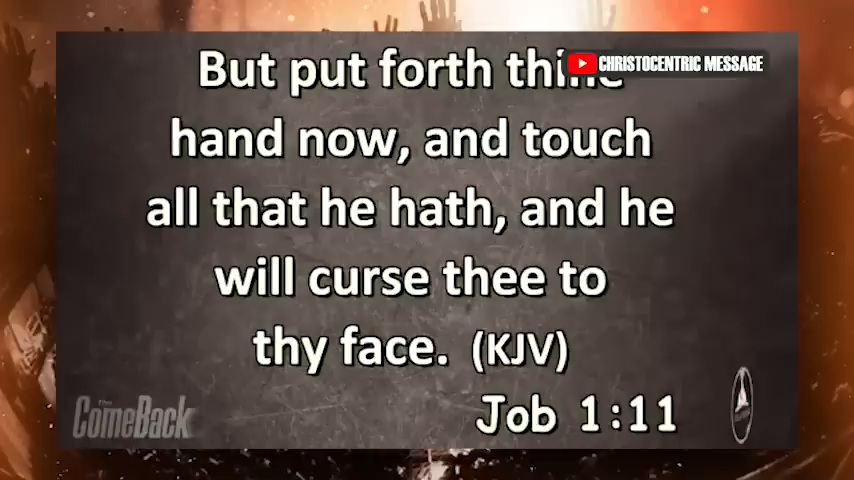 But put forth
CHRISTOCENTRIC MESSAGE
hand now, and touch
all that he hath, and he
will curse thee to
thy face. (KJV)
Job 1:11
The
ComeBack